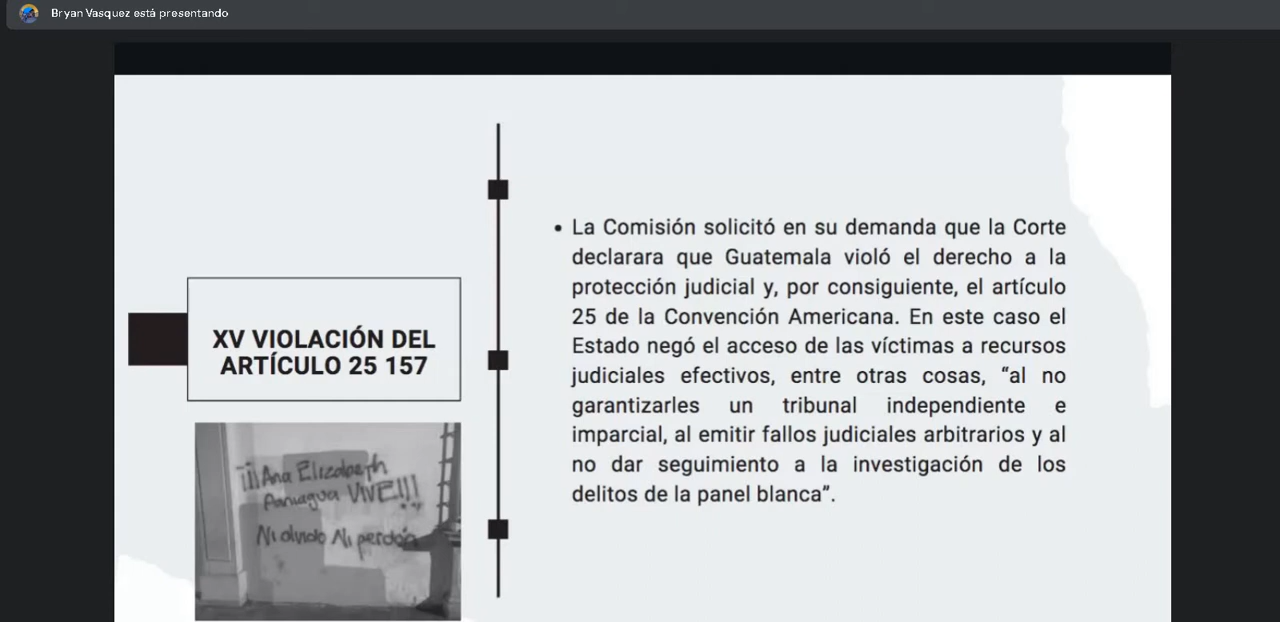 Bryan Vasquez está presentando
XV VIOLACIÓN DEL
ARTÍCULO 25 157
¡¡¡Ana Elizabeth
Paniagua VIVE!!!
Ni olvido Ni perdón
• La Comisión solicitó en su demanda que la Corte
declarara que Guatemala violó el derecho a la
protección judicial y, por consiguiente, el artículo
25 de la Convención Americana. En este caso el
Estado negó el acceso de las víctimas a recursos
judiciales efectivos, entre otras cosas, “al no
garantizarles un tribunal independiente e
imparcial, al emitir fallos judiciales arbitrarios y al
no dar seguimiento a la investigación de los
delitos de la panel blanca”.